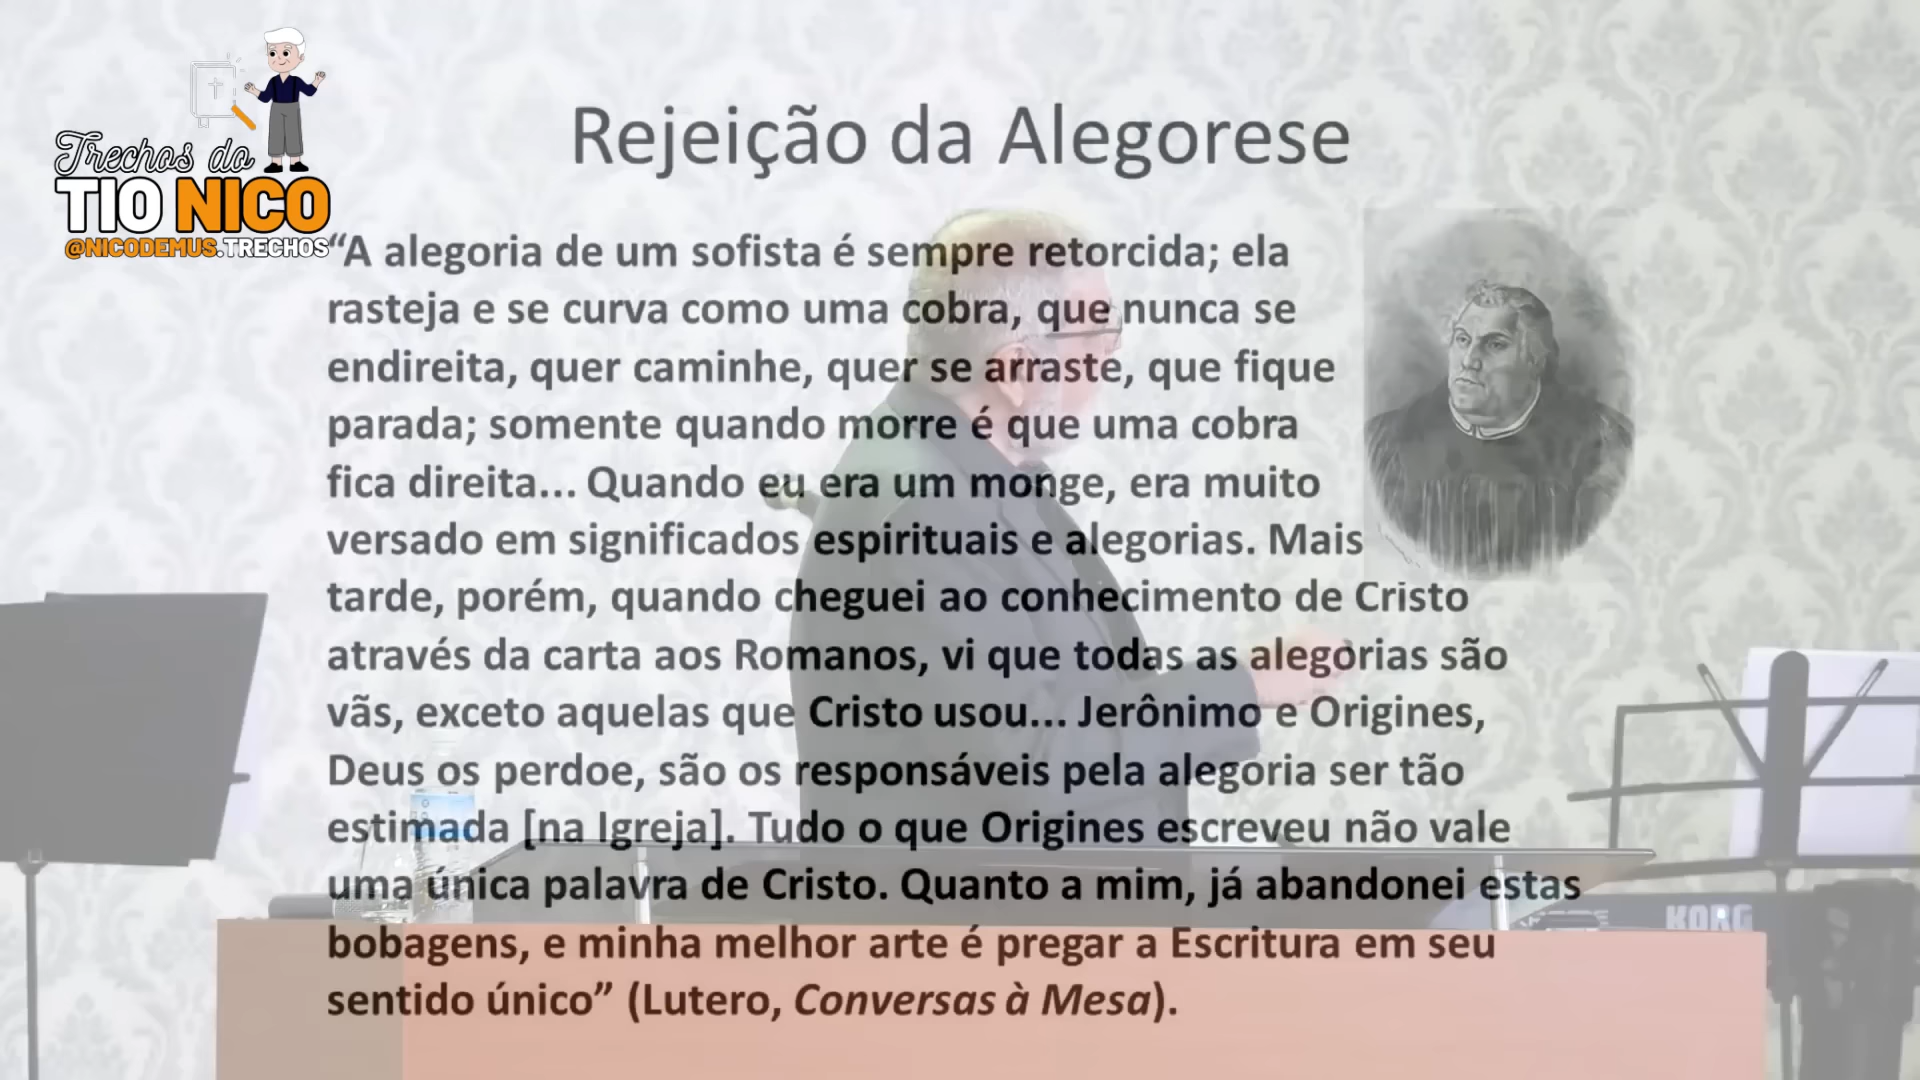 Trechos do
TIO NICO
@NICODEMUS.TRECHOS
Rejeição da Alegorese
“A alegoria de um sofista é sempre retorcida; ela
rasteja e se curva como uma cobra, que nunca se
endireita, quer caminhe, quer se arraste, que fique
parada; somente quando morre é que uma cobra
fica direita... Quando eu era um monge, era muito
versado em significados espirituais e alegorias. Mais
tarde, porém, quando cheguei ao conhecimento de Cristo
através da carta aos Romanos, vi que todas as alegorias são
vãs, exceto aquelas que Cristo usou... Jerônimo e Origines,
Deus os perdoe, são os responsáveis pela alegoria ser tão
estimada [na Igreja]. Tudo o que Origines escreveu não vale
uma única palavra de Cristo. Quanto a mim, já abandonei estas
bobagens, e minha melhor arte é pregar a Escritura em seu
sentido único” (Lutero, Conversas à Mesa).
KORG